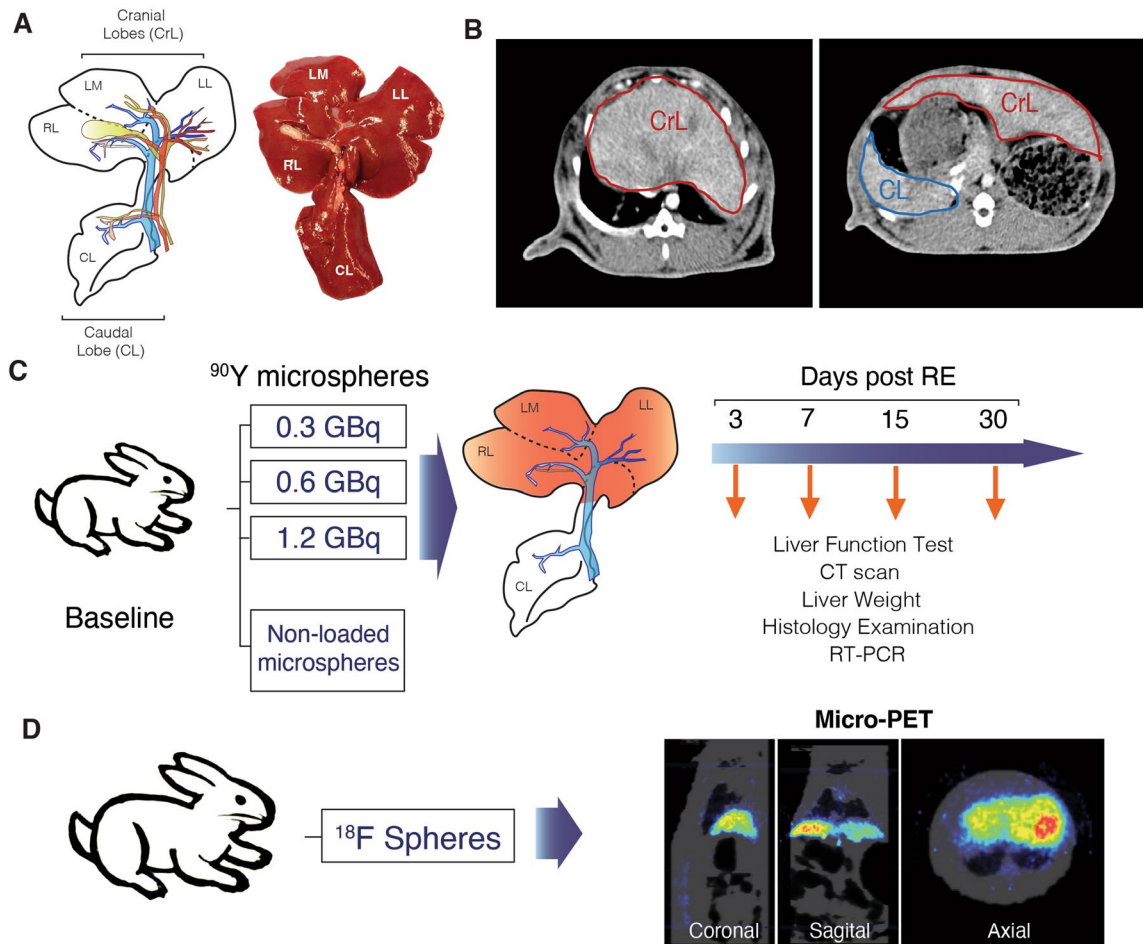 A
Cranial
Lobes (CrL)
LM
LL
RL
CL
Caudal
Lobe (CL)
LM
LL
RL
CL
B
CrL
CrL
CL
C
⁹⁰Y microspheres
0.3 GBq
0.6 GBq
1.2 GBq
Non-loaded
microspheres
Baseline
LM
LL
RL
CL
Days post RE
3 7 15 30
Liver Function Test
CT scan
Liver Weight
Histology Examination
RT-PCR
D
¹⁸F Spheres
Micro-PET
Coronal
Sagital
Axial